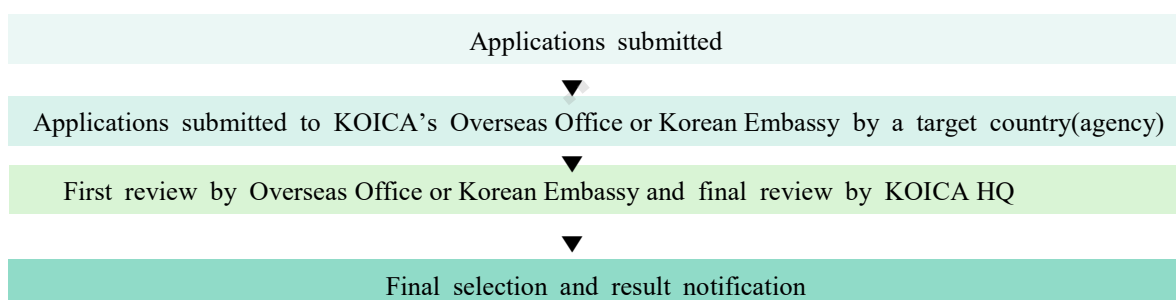 Applications submitted
Applications submitted to KOICA’s Overseas Office or Korean Embassy by a target country(agency)
First review by Overseas Office or Korean Embassy and final review by KOICA HQ
Final selection and result notification